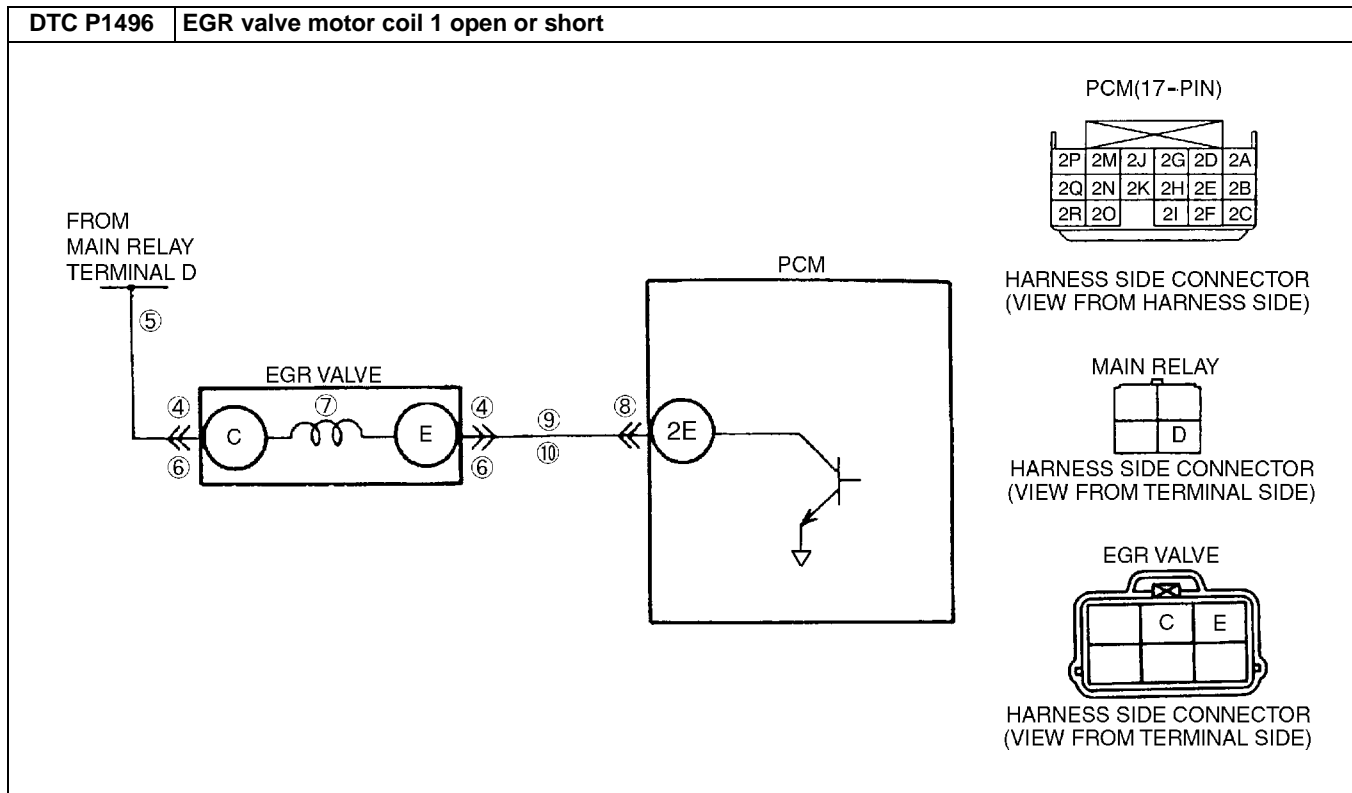 DTC P1496 EGR valve motor coil 1 open or short
PCM(17-PIN)
2P 2M 2J 2G 2D 2A
2Q 2N 2K 2H 2E 2B
2R 2O 2I 2F 2C
HARNESS SIDE CONNECTOR
(VIEW FROM HARNESS SIDE)
FROM
MAIN RELAY
TERMINAL D
⑤
EGR VALVE
④ ⑦ ④ ⑨ ⑧
C E 2E
⑥ ⑥ ⑩
PCM
MAIN RELAY
D
HARNESS SIDE CONNECTOR
(VIEW FROM TERMINAL SIDE)
EGR VALVE
C E
HARNESS SIDE CONNECTOR
(VIEW FROM TERMINAL SIDE)